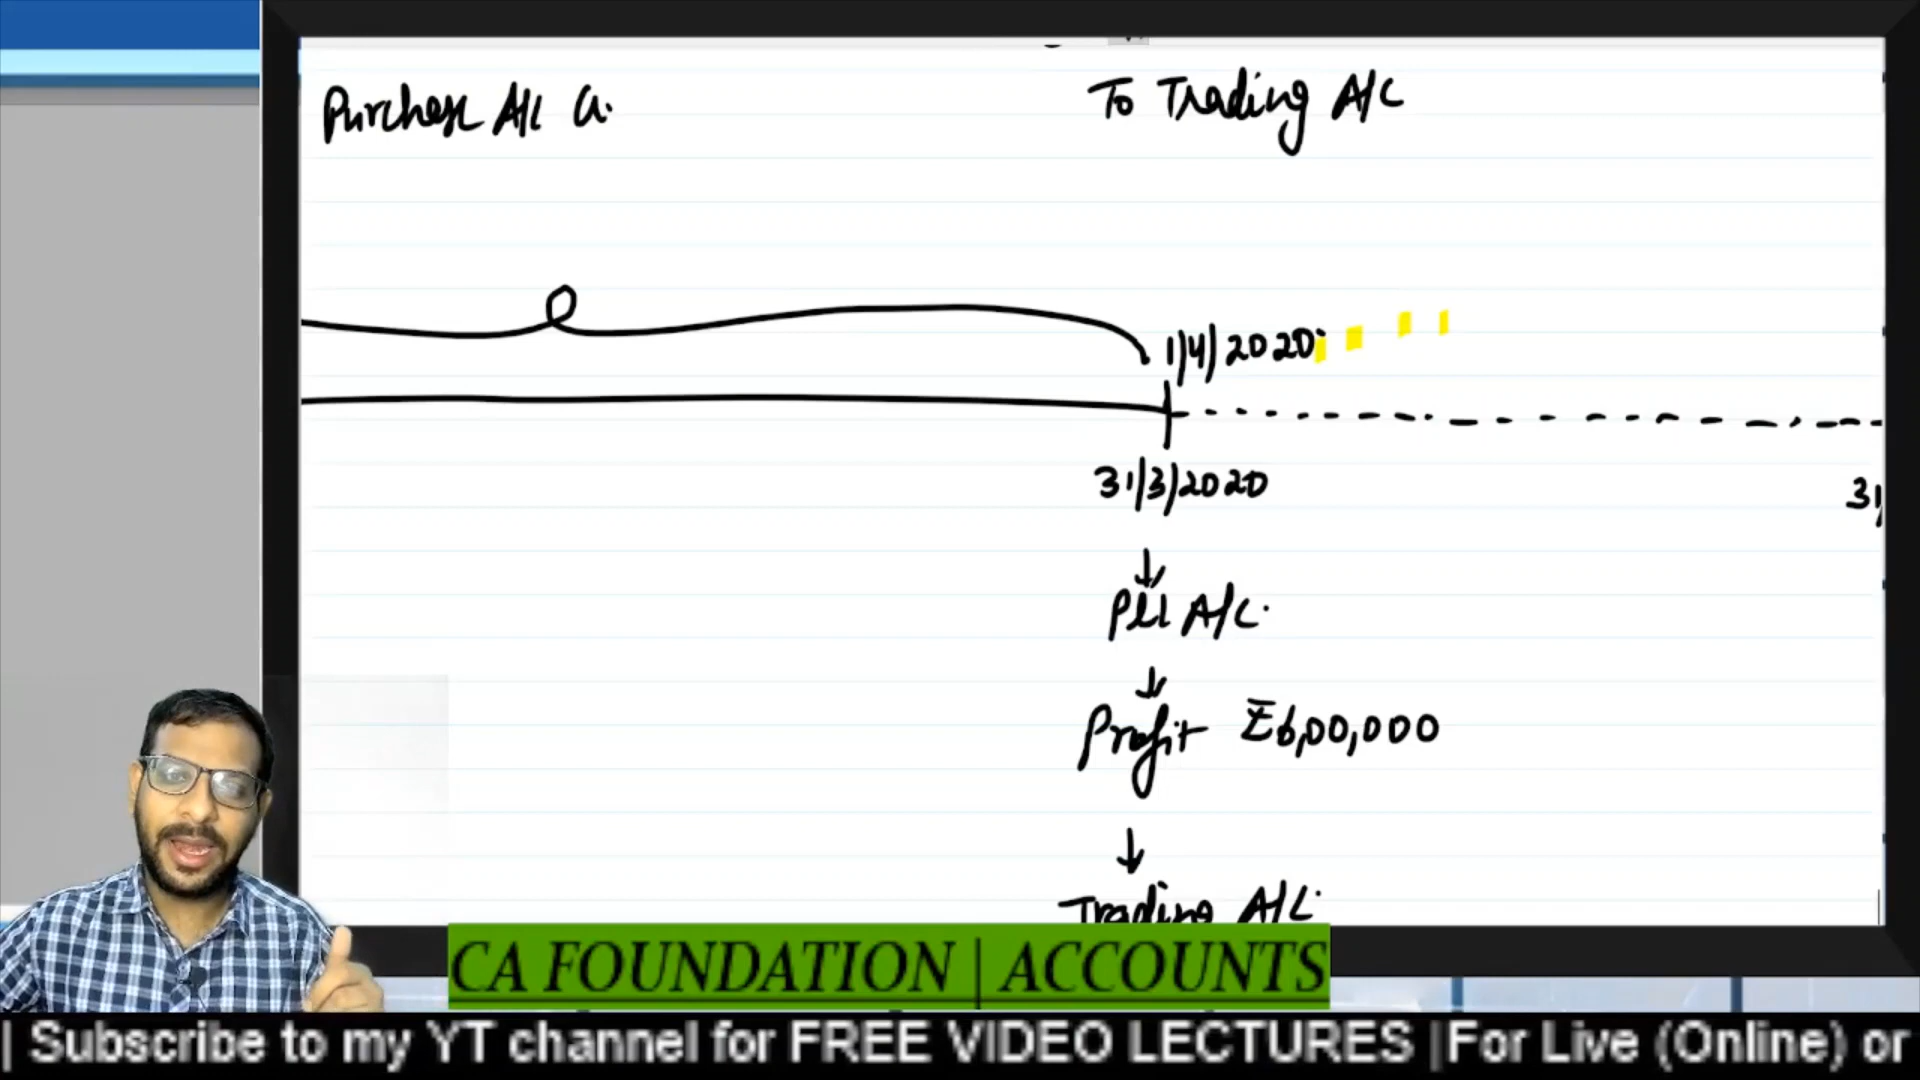 Purchase A/c Cr.
To Trading A/C
1/4/2020
31/3/2020
31/
P&L A/C.
Profit ₹6,00,000
Trading A/C.
CA FOUNDATION | ACCOUNTS
| Subscribe to my YT channel for FREE VIDEO LECTURES |For Live (Online) or